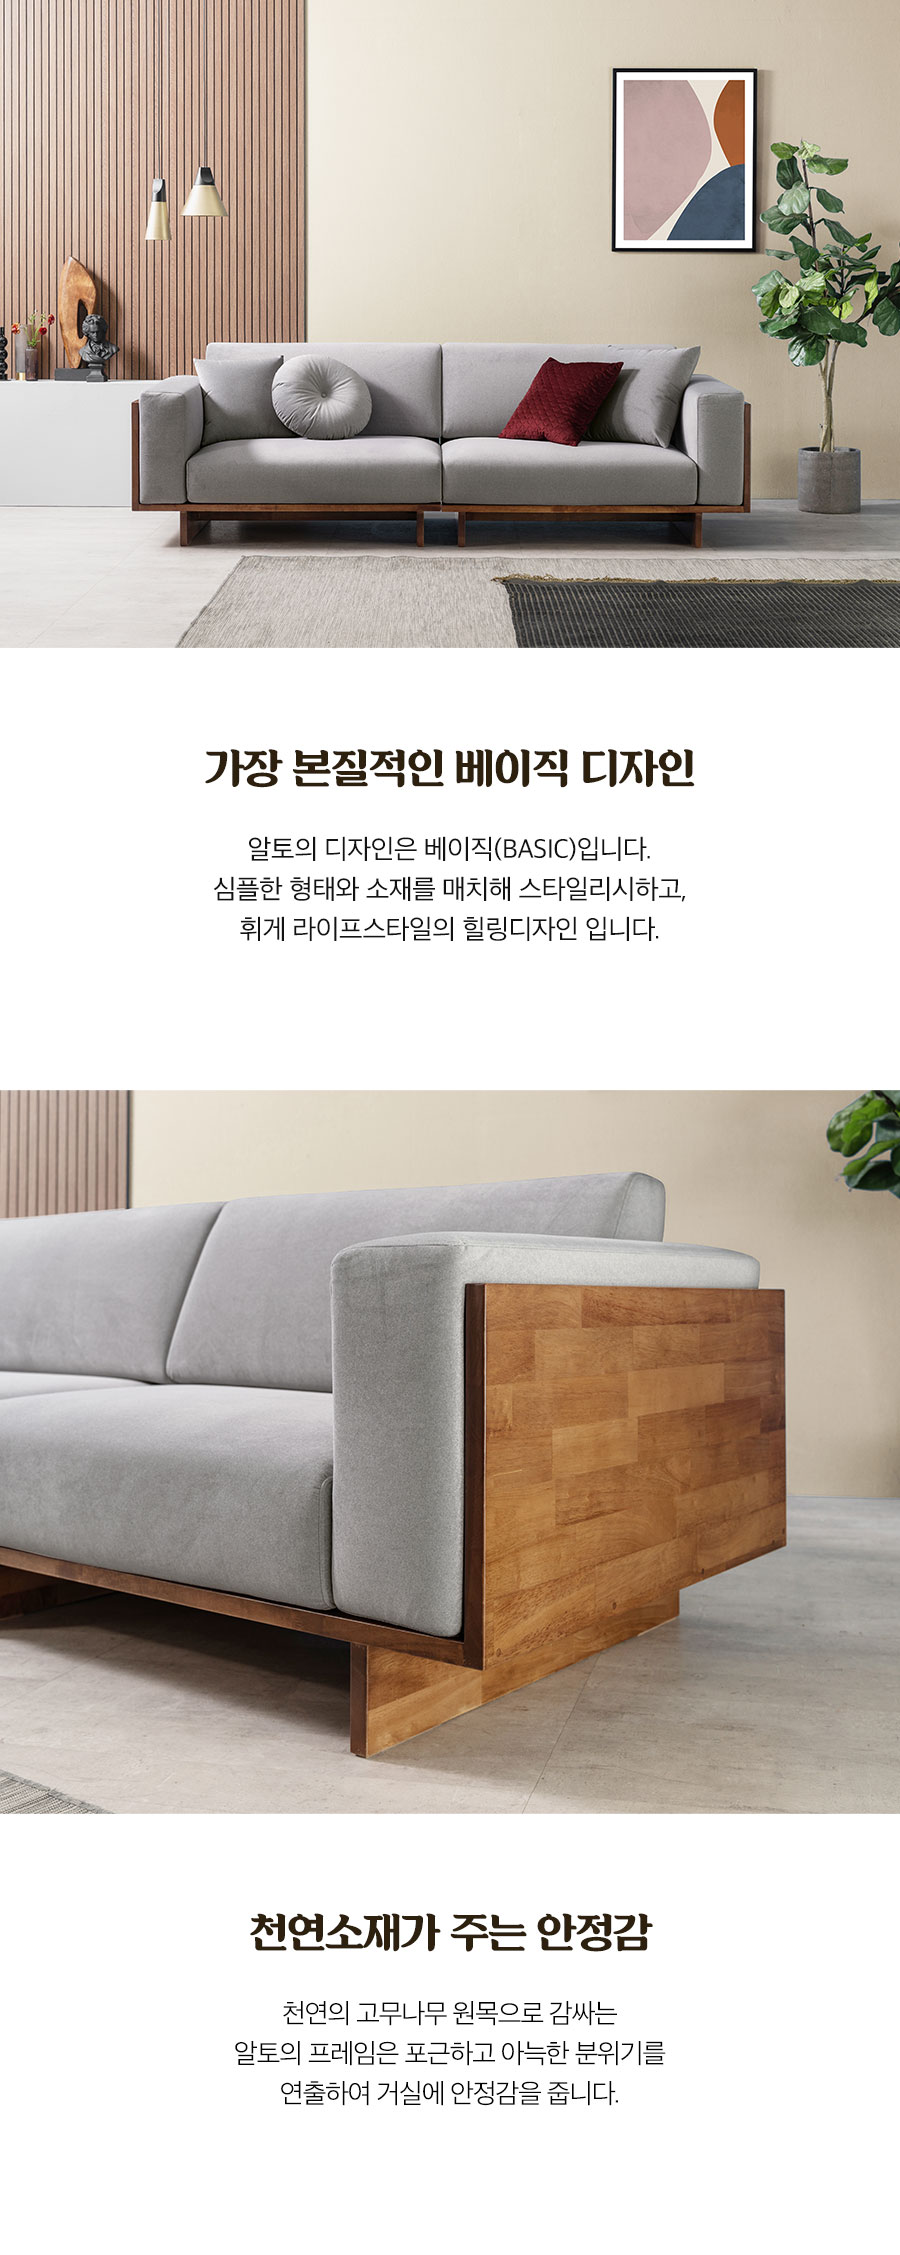 가장 본질적인 베이직 디자인
알토의 디자인은 베이직(BASIC)입니다.
심플한 형태와 소재를 매치해 스타일리시하고,
휘게 라이프스타일의 힐링디자인 입니다.
천연소재가 주는 안정감
천연의 고무나무 원목으로 감싸는
알토의 프레임은 포근하고 아늑한 분위기를
연출하여 거실에 안정감을 줍니다.